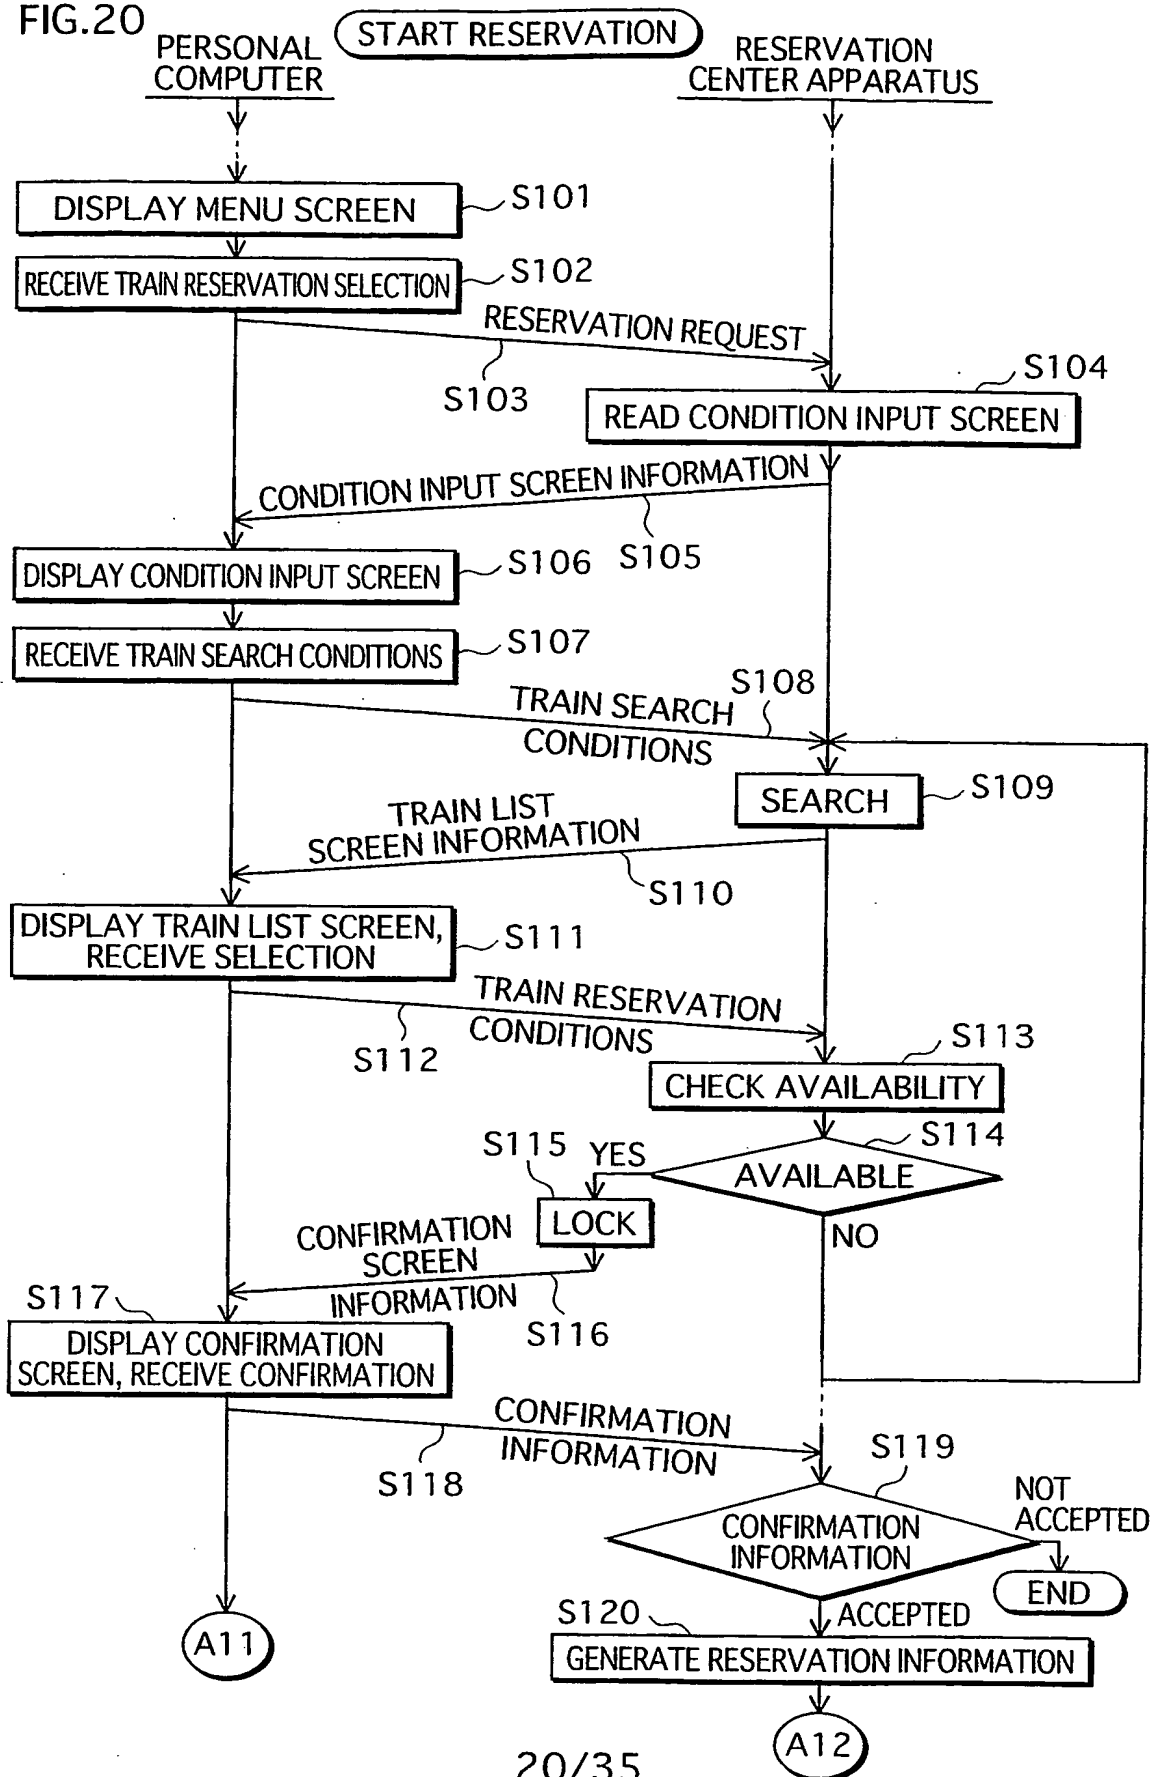 FIG.20
START RESERVATION
PERSONAL
COMPUTER
RESERVATION
CENTER APPARATUS
DISPLAY MENU SCREEN
S101
RECEIVE TRAIN RESERVATION SELECTION
S102
RESERVATION REQUEST
S103
S104
READ CONDITION INPUT SCREEN
CONDITION INPUT SCREEN INFORMATION
S105
DISPLAY CONDITION INPUT SCREEN
S106
RECEIVE TRAIN SEARCH CONDITIONS
S107
S108
TRAIN SEARCH
CONDITIONS
SEARCH
S109
TRAIN LIST
SCREEN INFORMATION
S110
DISPLAY TRAIN LIST SCREEN,
RECEIVE SELECTION
S111
TRAIN RESERVATION
CONDITIONS
S112
S113
CHECK AVAILABILITY
S114
AVAILABLE
YES
S115
LOCK
NO
CONFIRMATION
SCREEN
INFORMATION
S116
S117
DISPLAY CONFIRMATION
SCREEN, RECEIVE CONFIRMATION
CONFIRMATION
INFORMATION
S118
S119
CONFIRMATION
INFORMATION
NOT
ACCEPTED
END
ACCEPTED
S120
GENERATE RESERVATION INFORMATION
A11
A12
20/35